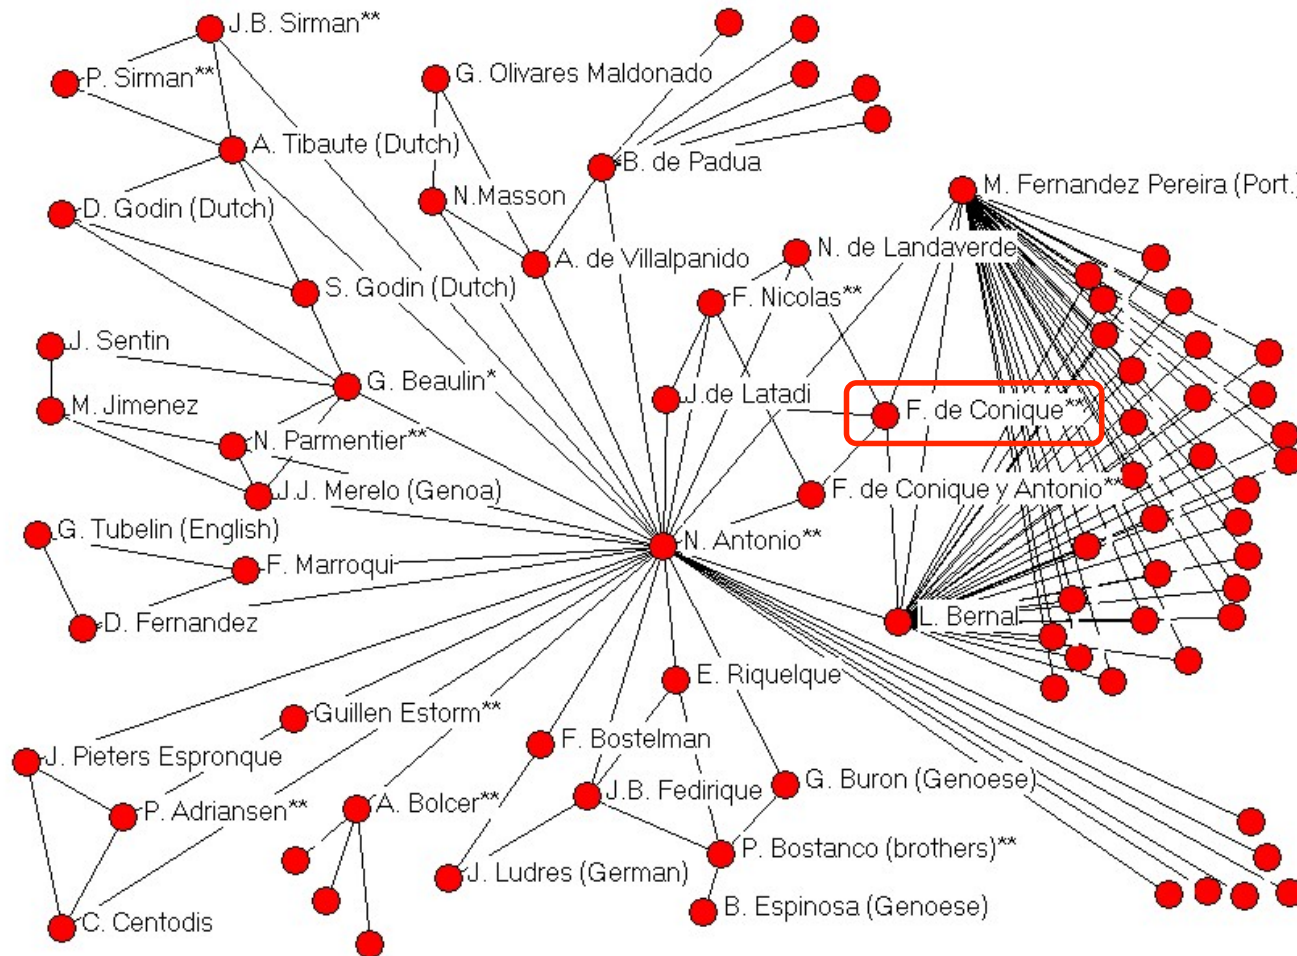 J.B. Sirman**
P. Sirman**
G. Olivares Maldonado
A. Tibaute (Dutch)
B. de Padua
M. Fernandez Pereira (Port.)
N.Masson
D. Godin (Dutch)
N. de Landaverde
A. de Villalpanido
F. Nicolas**
S. Godin (Dutch)
J. Sentin
G. Beaulin*
J.de Latadi
M. Jimenez
F. de Conique**
N. Parmentier**
J.J. Merelo (Genoa)
F. de Conique y Antonio**
G. Tubelin (English)
N. Antonio**
F. Marroqui
D. Fernandez
L. Bernal
E. Riquelque
Guillen Estorm**
F. Bostelman
J. Pieters Espronque
G. Buron (Genoese)
J.B. Fedirique
P. Adriansen**
A. Bolcer**
P. Bostanco (brothers)**
J. Ludres (German)
B. Espinosa (Genoese)
C. Centodis